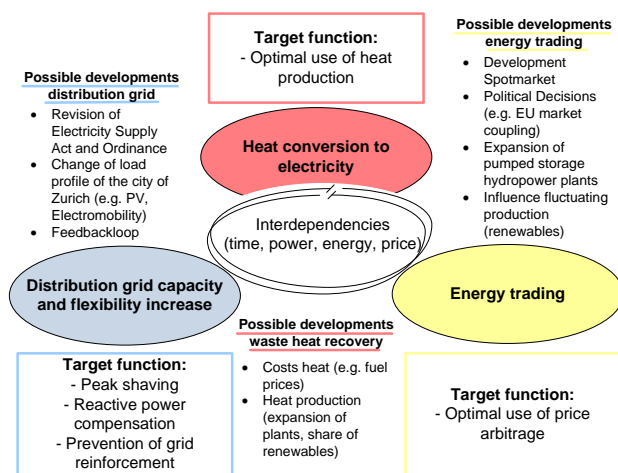 Target function:
- Optimal use of heat
production
Possible developments
energy trading
• Development
Spotmarket
• Political Decisions
(e.g. EU market
coupling)
• Expansion of
pumped storage
hydropower plants
• Influence fluctuating
production
(renewables)
Possible developments
distribution grid
• Revision of
Electricity Supply
Act and Ordinance
• Change of load
profile of the city of
Zurich (e.g. PV,
Electromobility)
• Feedbackloop
Heat conversion to
electricity
Interdependencies
(time, power, energy, price)
Distribution grid capacity
and flexibility increase
Energy trading
Possible developments
waste heat recovery
• Costs heat (e.g. fuel
prices)
• Heat production
(expansion of
plants, share of
renewables)
Target function:
- Peak shaving
- Reactive power
compensation
- Prevention of grid
reinforcement
Target function:
- Optimal use of price
arbitrage